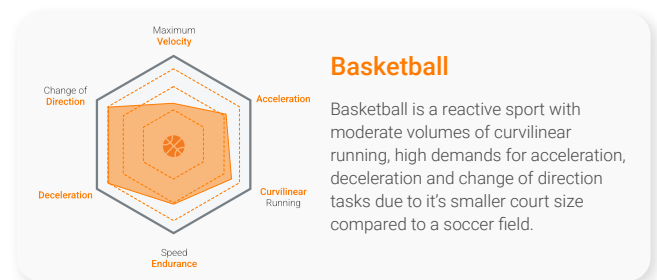 Maximum
Velocity
Change of
Direction
Acceleration
Deceleration
Curvilinear
Running
Speed
Endurance
Basketball
Basketball is a reactive sport with
moderate volumes of curvilinear
running, high demands for acceleration,
deceleration and change of direction
tasks due to it's smaller court size
compared to a soccer field.